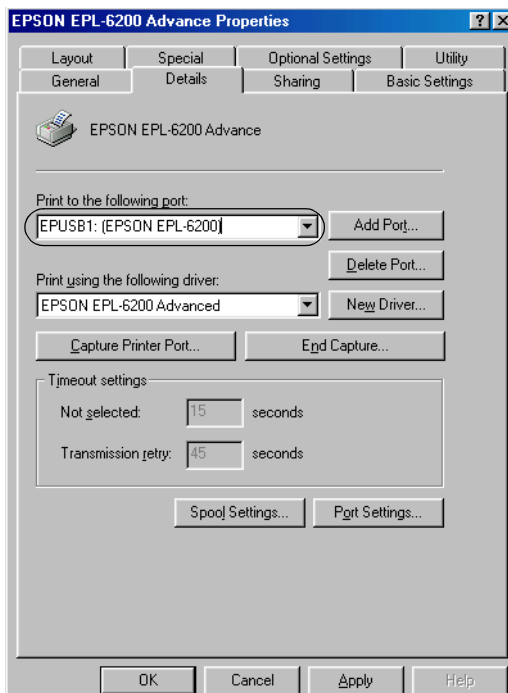 EPSON EPL-6200 Advance Properties
Layout Special Optional Settings Utility
General Details Sharing Basic Settings
EPSON EPL-6200 Advance
Print to the following port:
EPUSB1: (EPSON EPL-6200) Add Port...
Delete Port...
Print using the following driver:
EPSON EPL-6200 Advanced New Driver...
Capture Printer Port... End Capture...
Timeout settings
Not selected: 15 seconds
Transmission retry: 45 seconds
Spool Settings... Port Settings...
OK Cancel Apply Help